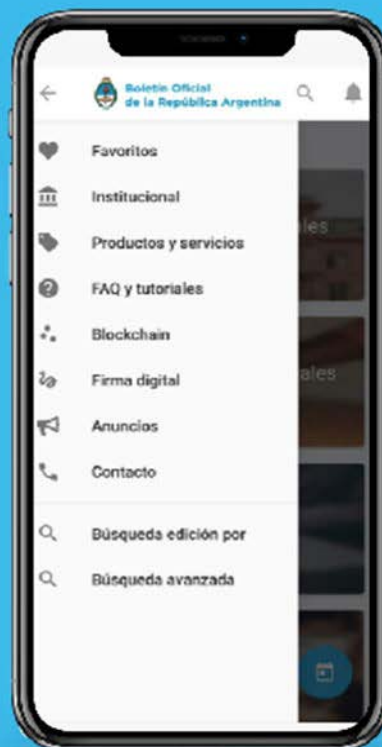 Boletín Oficial
de la República Argentina
Favoritos
Institucional
Productos y servicios
FAQ y tutoriales
Blockchain
Firma digital
Anuncios
Contacto
Búsqueda edición por
Búsqueda avanzada